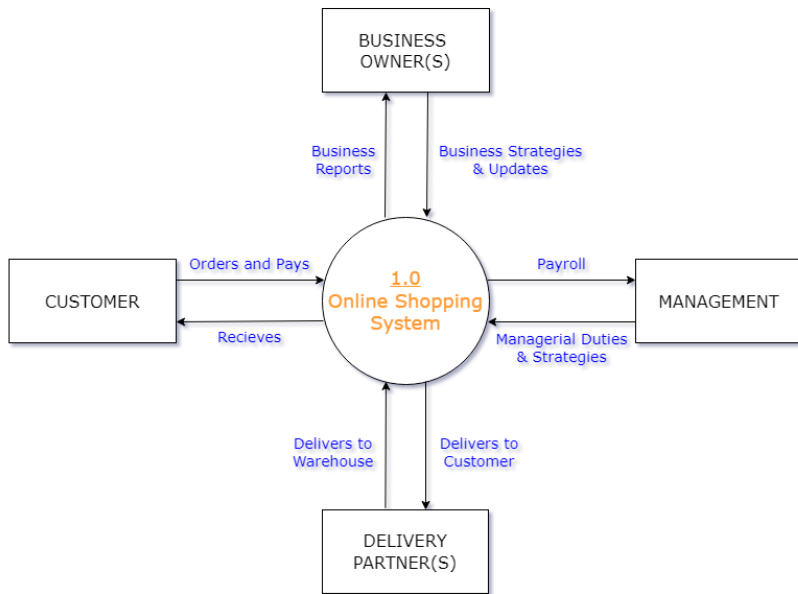 BUSINESS
OWNER(S)
Business
Reports
Business Strategies
& Updates
Orders and Pays
Payroll
CUSTOMER
1.0
Online Shopping
System
MANAGEMENT
Recieves
Managerial Duties
& Strategies
Delivers to
Warehouse
Delivers to
Customer
DELIVERY
PARTNER(S)